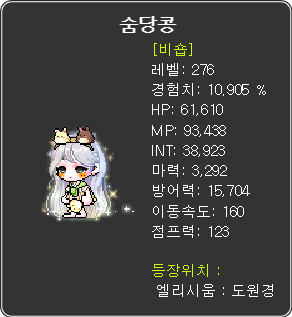 숨당콩
[비숍]
레벨: 276
경험치: 10,905 %
HP: 61,610
MP: 93,438
INT: 38,923
마력: 3,292
방어력: 15,704
이동속도: 160
점프력: 123
등장위치 :
엘리시움 : 도원경